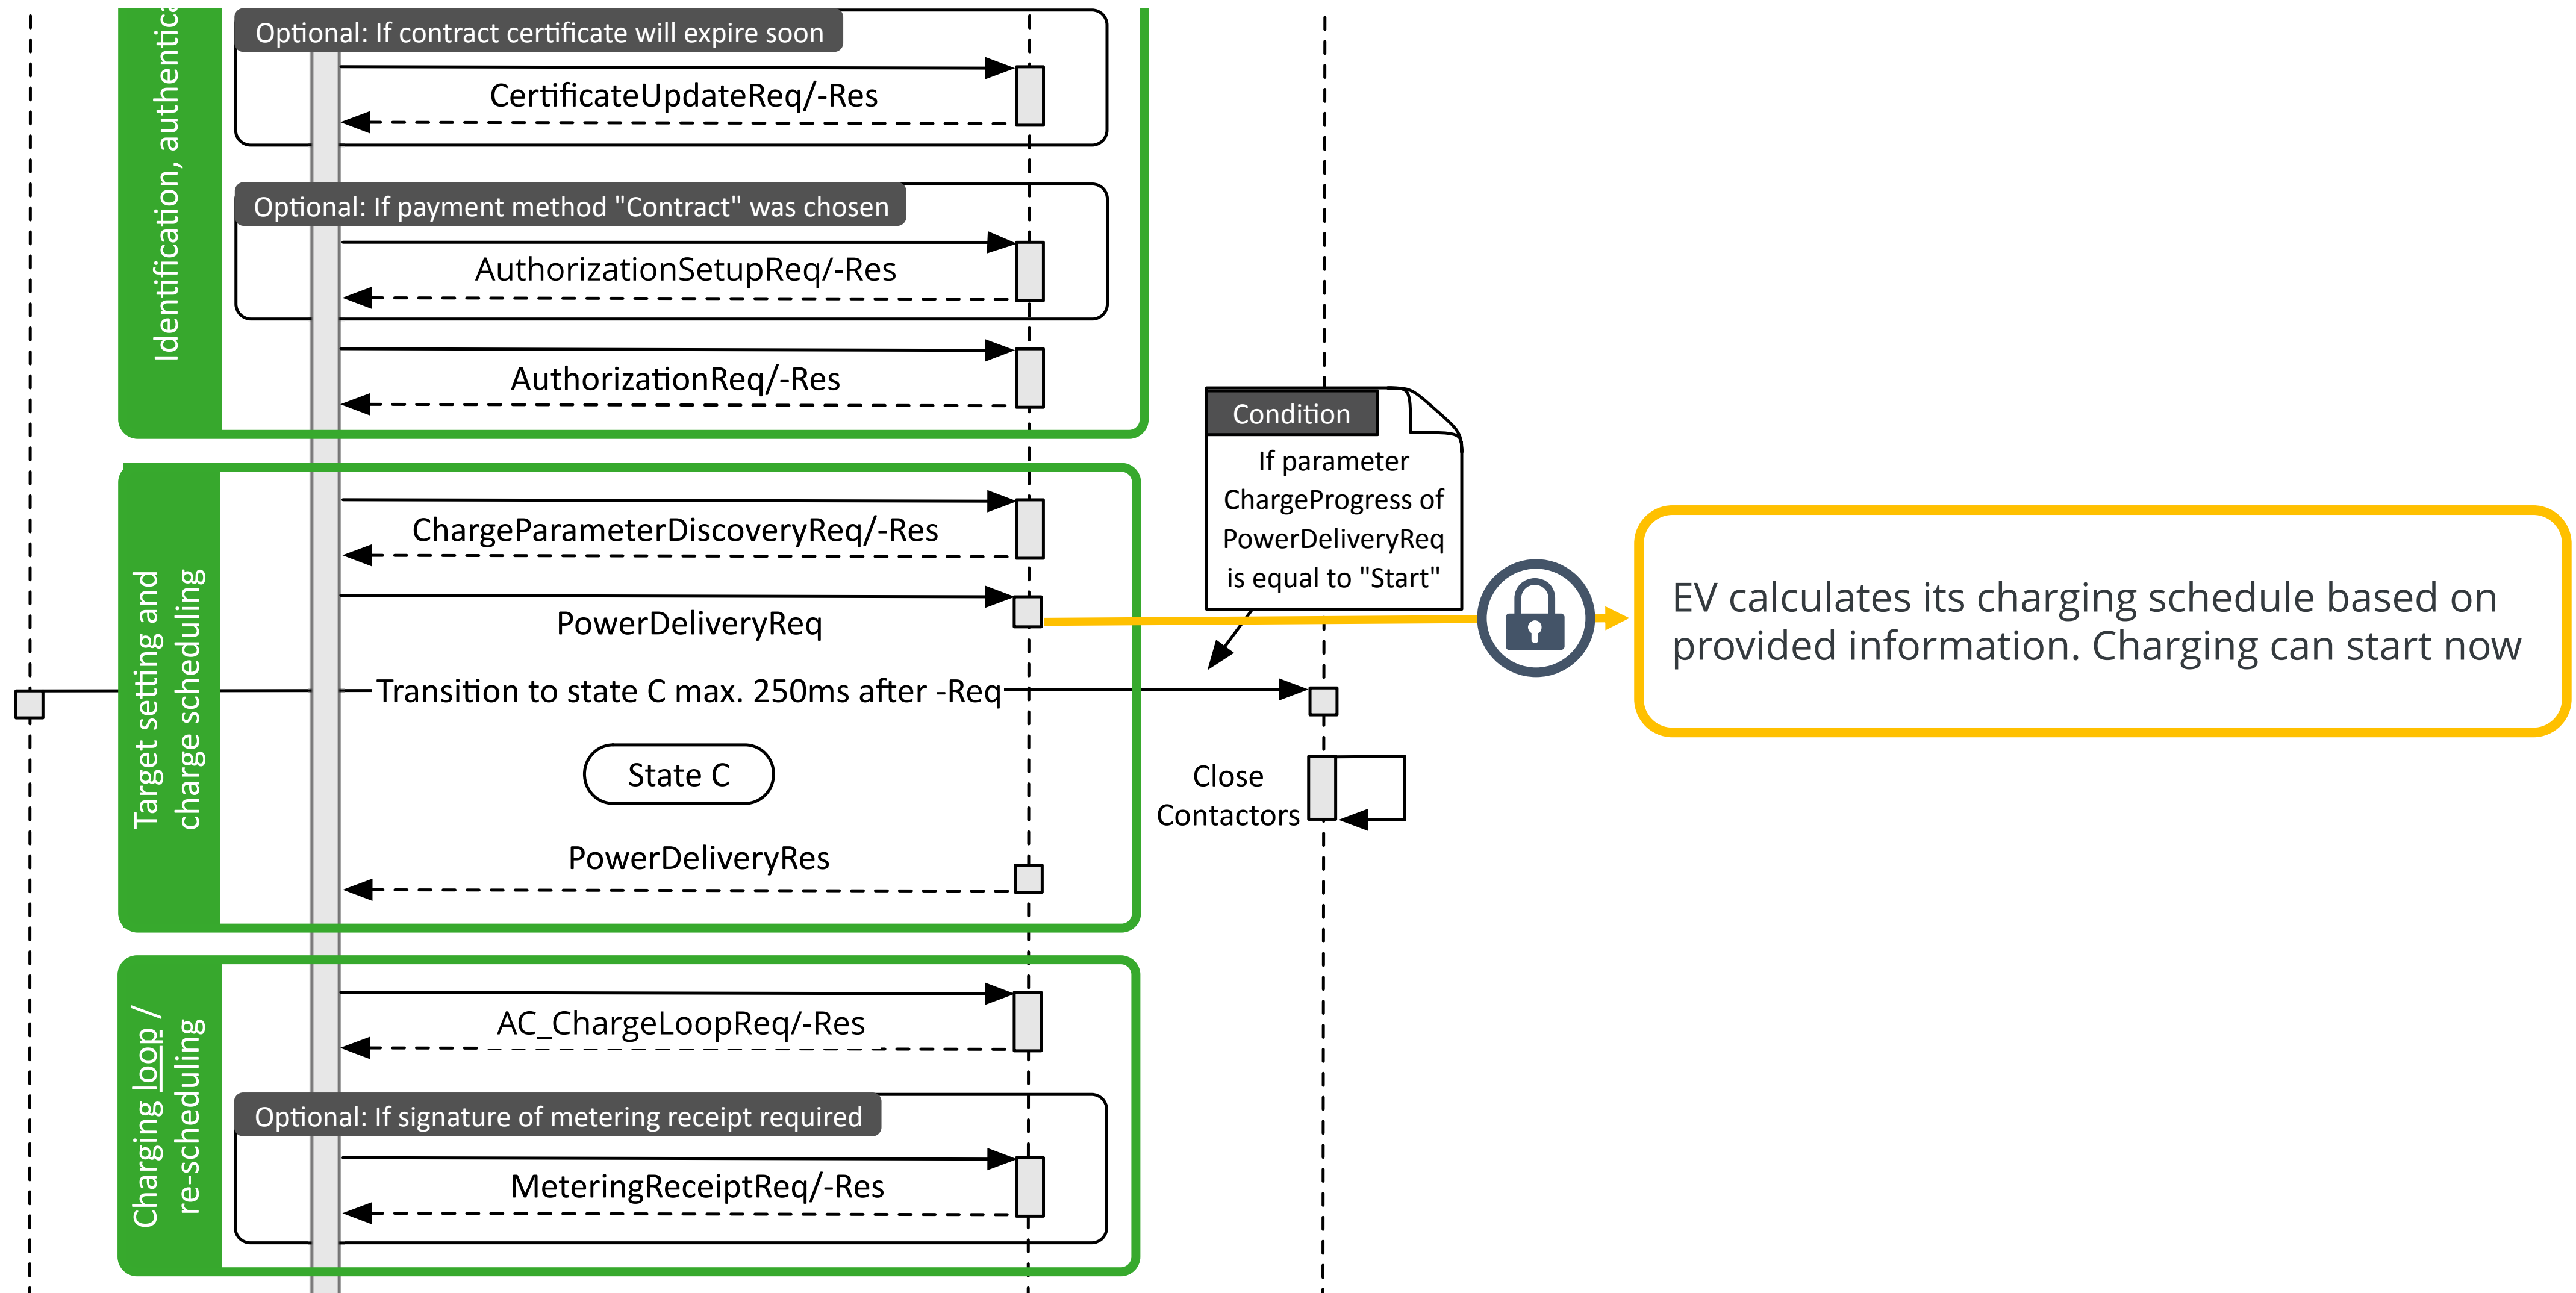 Identification, authentica
Optional: If contract certificate will expire soon
CertificateUpdateReq/-Res
Optional: If payment method "Contract" was chosen
AuthorizationSetupReq/-Res
AuthorizationReq/-Res
Condition
If parameter
ChargeProgress of
PowerDeliveryReq
is equal to "Start"
Target setting and
charge scheduling
ChargeParameterDiscoveryReq/-Res
PowerDeliveryReq
EV calculates its charging schedule based on
provided information. Charging can start now
Transition to state C max. 250ms after -Req
State C
Close
Contactors
PowerDeliveryRes
Charging loop /
re-scheduling
AC_ChargeLoopReq/-Res
Optional: If signature of metering receipt required
MeteringReceiptReq/-Res